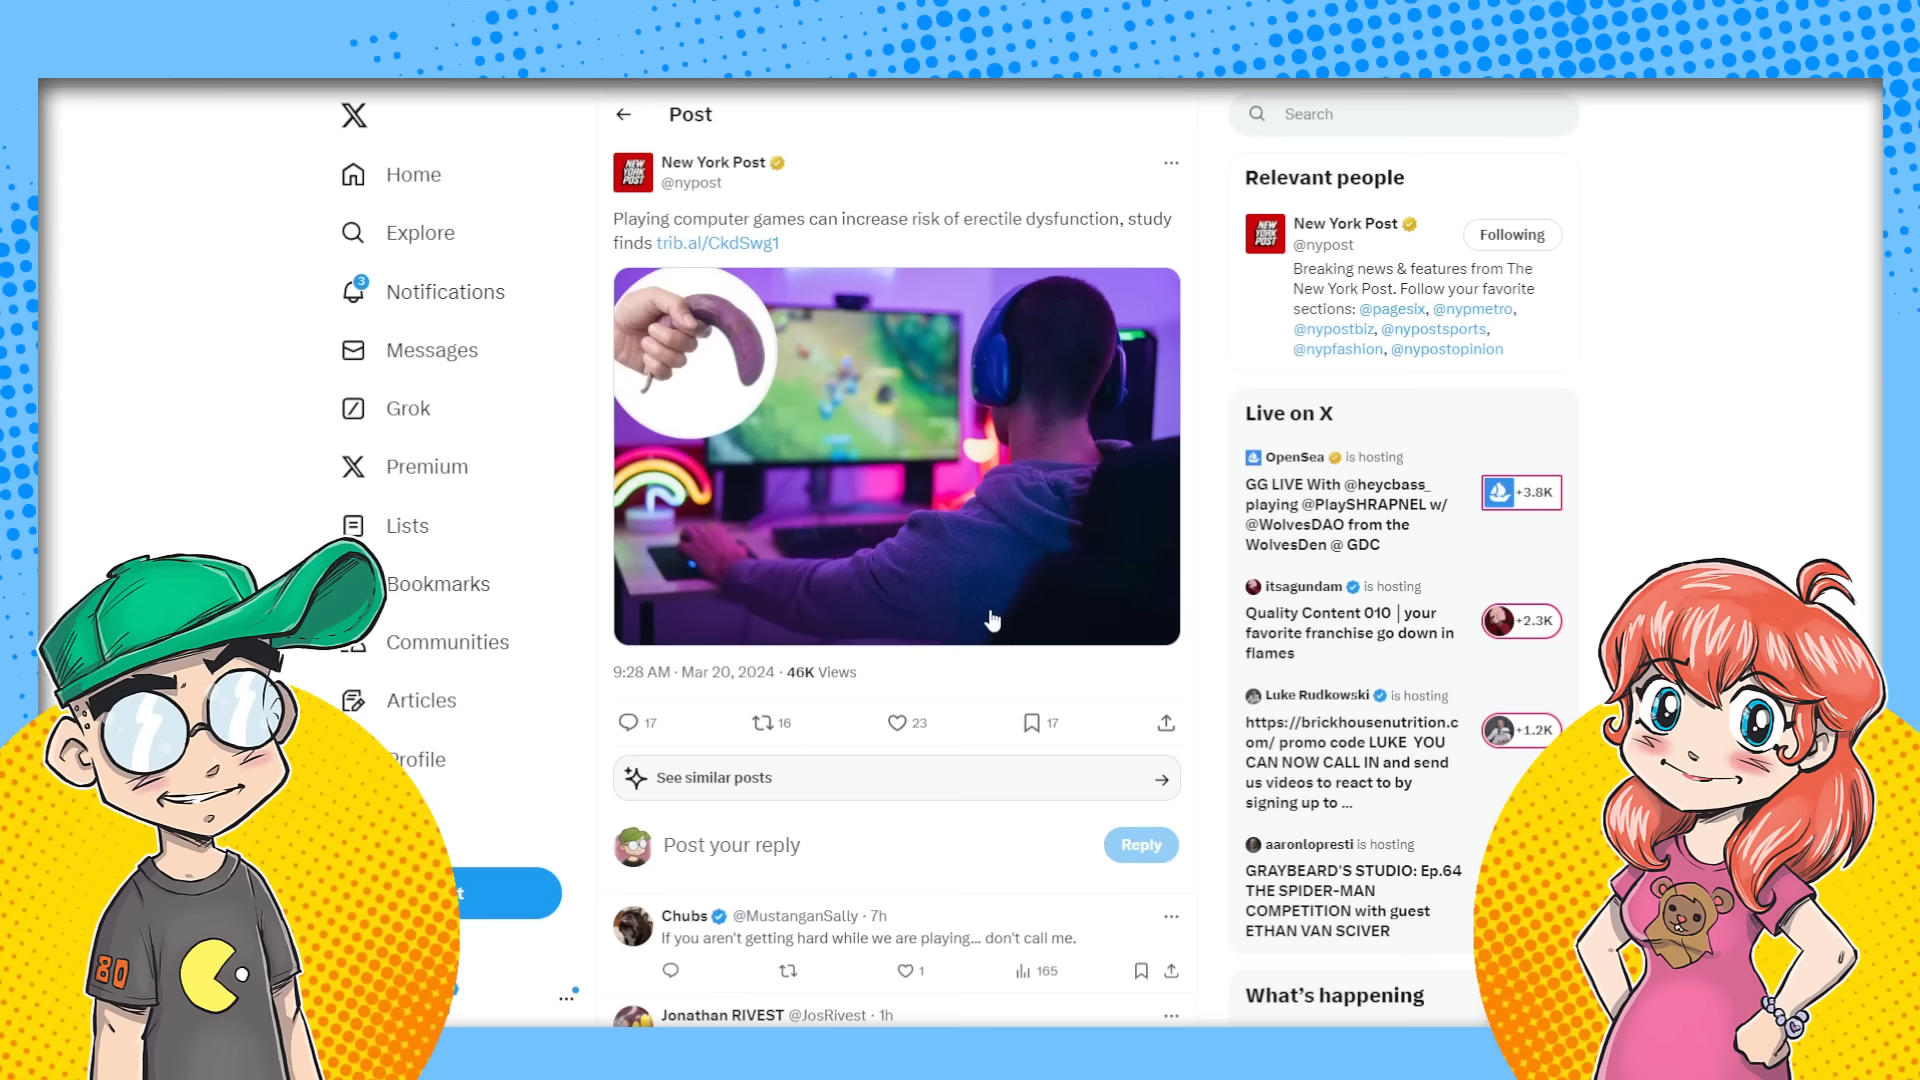 Home
Explore
3
Notifications
Messages
Grok
Premium
Lists
Bookmarks
Communities
Articles
Profile
Post
NEW
YORK
POST
New York Post
@nypost
Playing computer games can increase risk of erectile dysfunction, study
finds trib.al/CkdSwg1
9:28 AM · Mar 20, 2024 · 46K Views
17
16
23
17
See similar posts
Post your reply
Reply
Chubs @MustanganSally · 7h
If you aren't getting hard while we are playing... don't call me.
1
165
Jonathan RIVEST @JosRivest · 1h
Search
Relevant people
NEW
YORK
POST
New York Post
@nypost
Following
Breaking news & features from The
New York Post. Follow your favorite
sections: @pagesix, @nypmetro,
@nypostbiz, @nypostsports,
@nypfashion, @nypostopinion
Live on X
OpenSea is hosting
GG LIVE With @heycbass_
playing @PlaySHRAPNEL w/
@WolvesDAO from the
WolvesDen @ GDC
+3.8K
itsagundam is hosting
Quality Content 010 | your
favorite franchise go down in
flames
+2.3K
Luke Rudkowski is hosting
https://brickhousenutrition.c
om/ promo code LUKE YOU
CAN NOW CALL IN and send
us videos to react to by
signing up to ...
+1.2K
aaronlopresti is hosting
GRAYBEARD'S STUDIO: Ep.64
THE SPIDER-MAN
COMPETITION with guest
ETHAN VAN SCIVER
What's happening
80